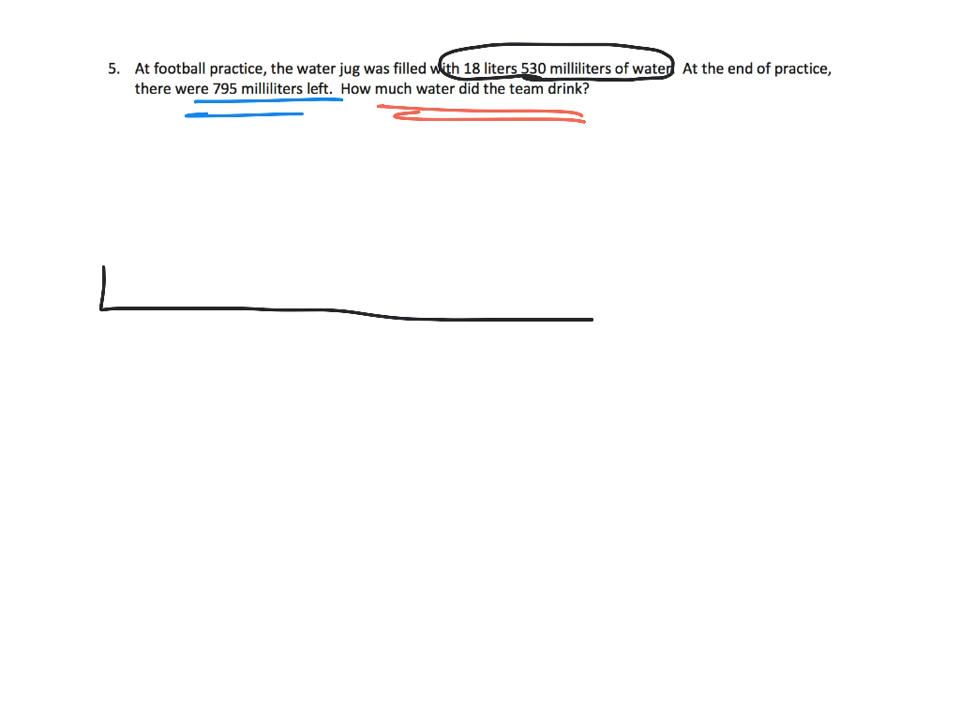 5. At football practice, the water jug was filled with 18 liters 530 milliliters of water. At the end of practice,
there were 795 milliliters left. How much water did the team drink?